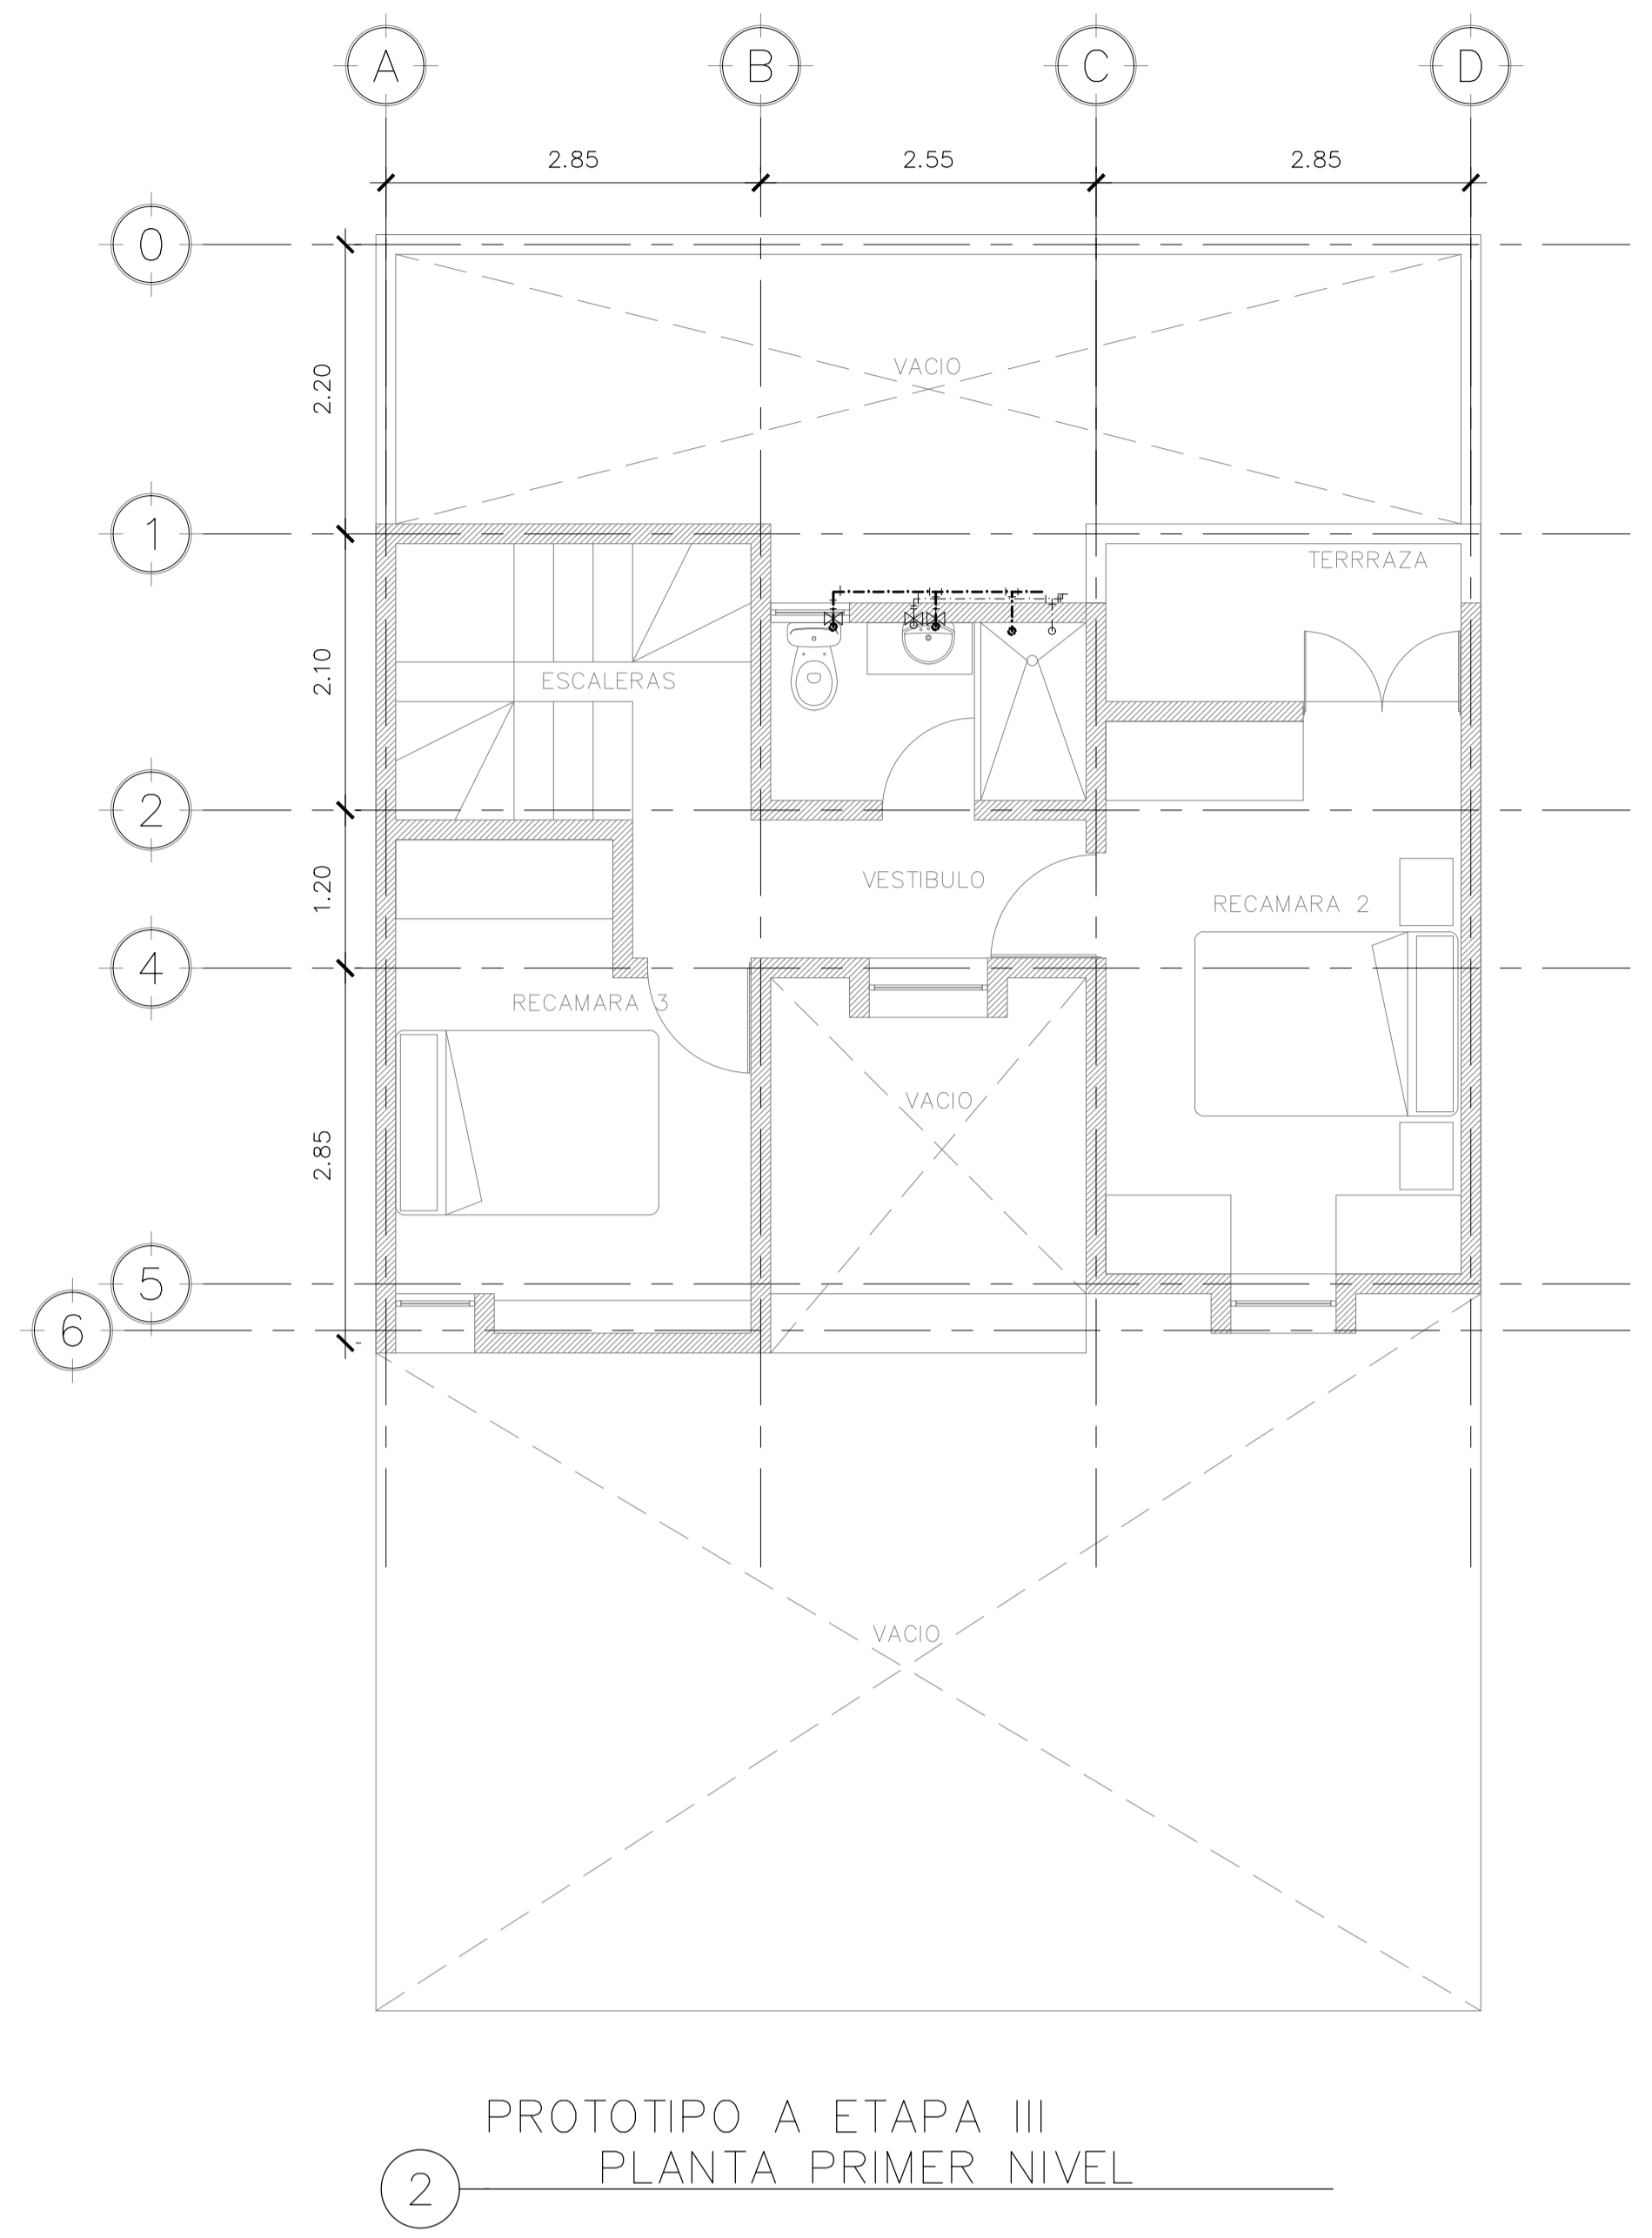 A
B
C
D
2.85
2.55
2.85
0
2.20
VACIO
1
TERRRAZA
2.10
ESCALERAS
2
1.20
VESTIBULO
RECAMARA 2
4
RECAMARA 3
VACIO
2.85
5
6
VACIO
PROTOTIPO A ETAPA III
PLANTA PRIMER NIVEL
2